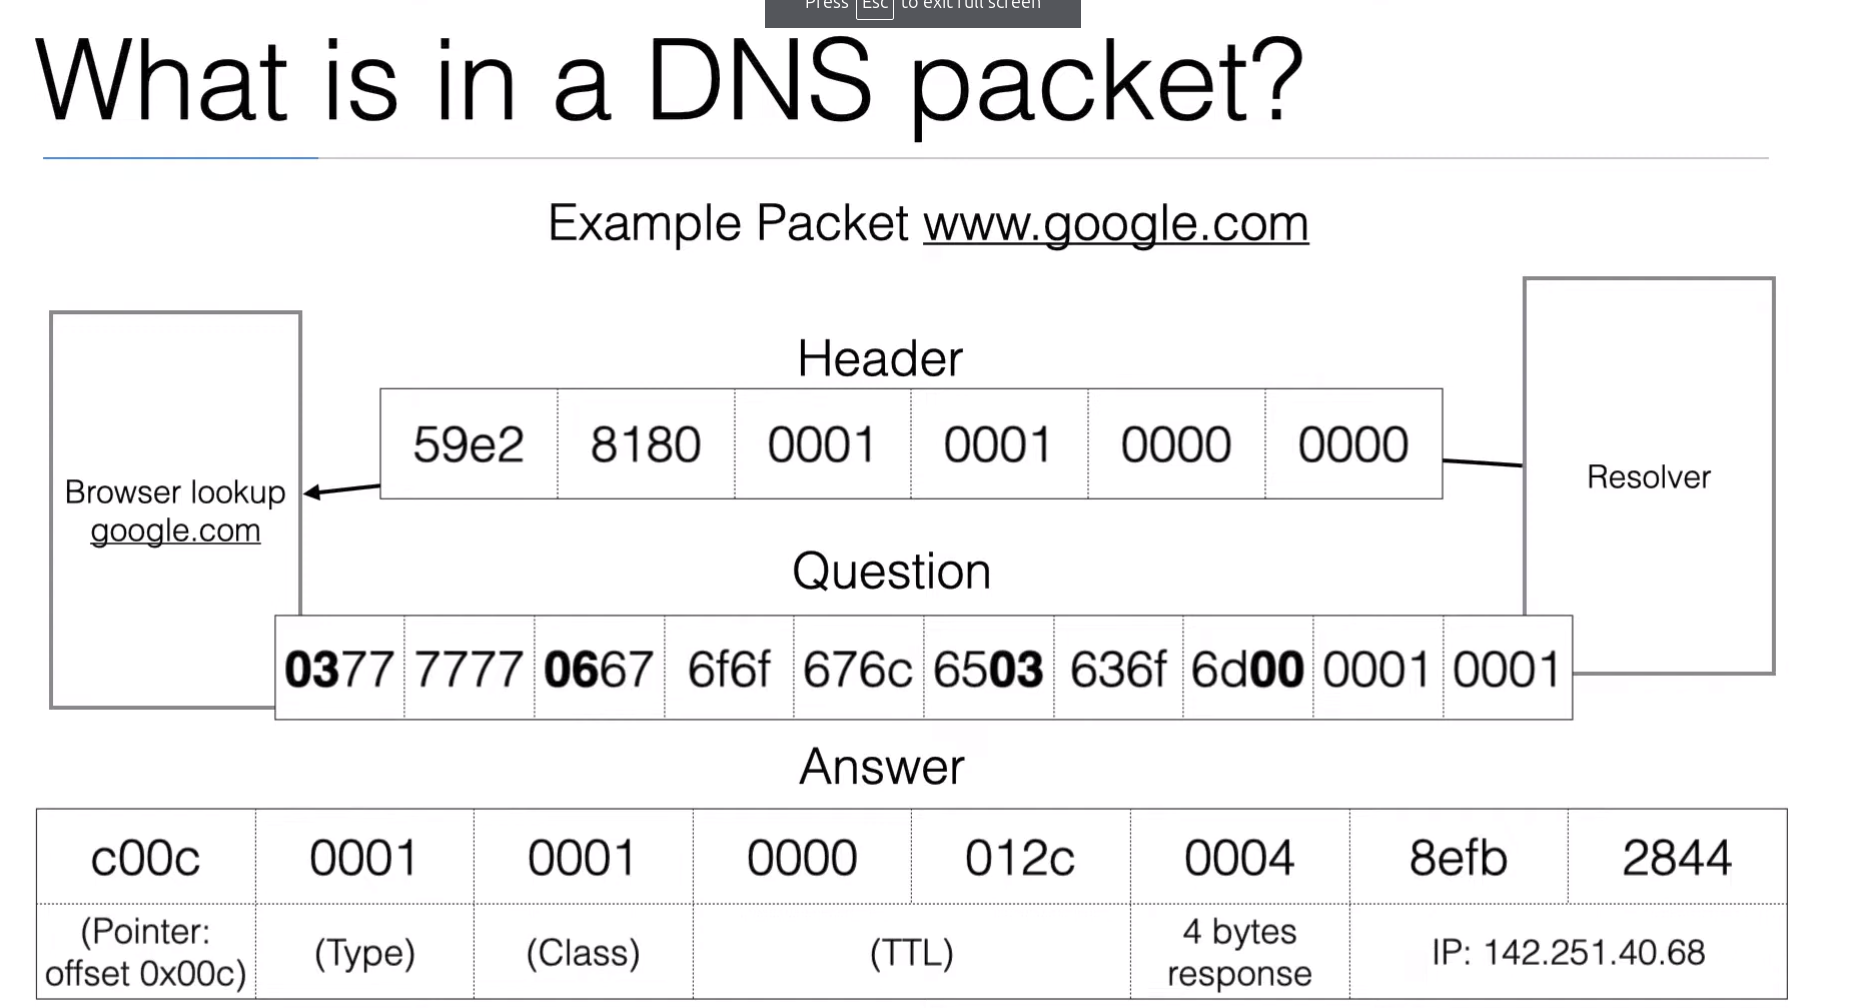 Press Esc to exit full screen
What is in a DNS packet?
Example Packet www.google.com
Header
59e2 8180 0001 0001 0000 0000
Browser lookup
google.com
Resolver
Question
0377 7777 0667 6f6f 676c 6503 636f 6d00 0001 0001
Answer
c00c 0001 0001 0000 012c 0004 8efb 2844
(Pointer:
offset 0x00c)
(Type)
(Class)
(TTL)
4 bytes
response
IP: 142.251.40.68